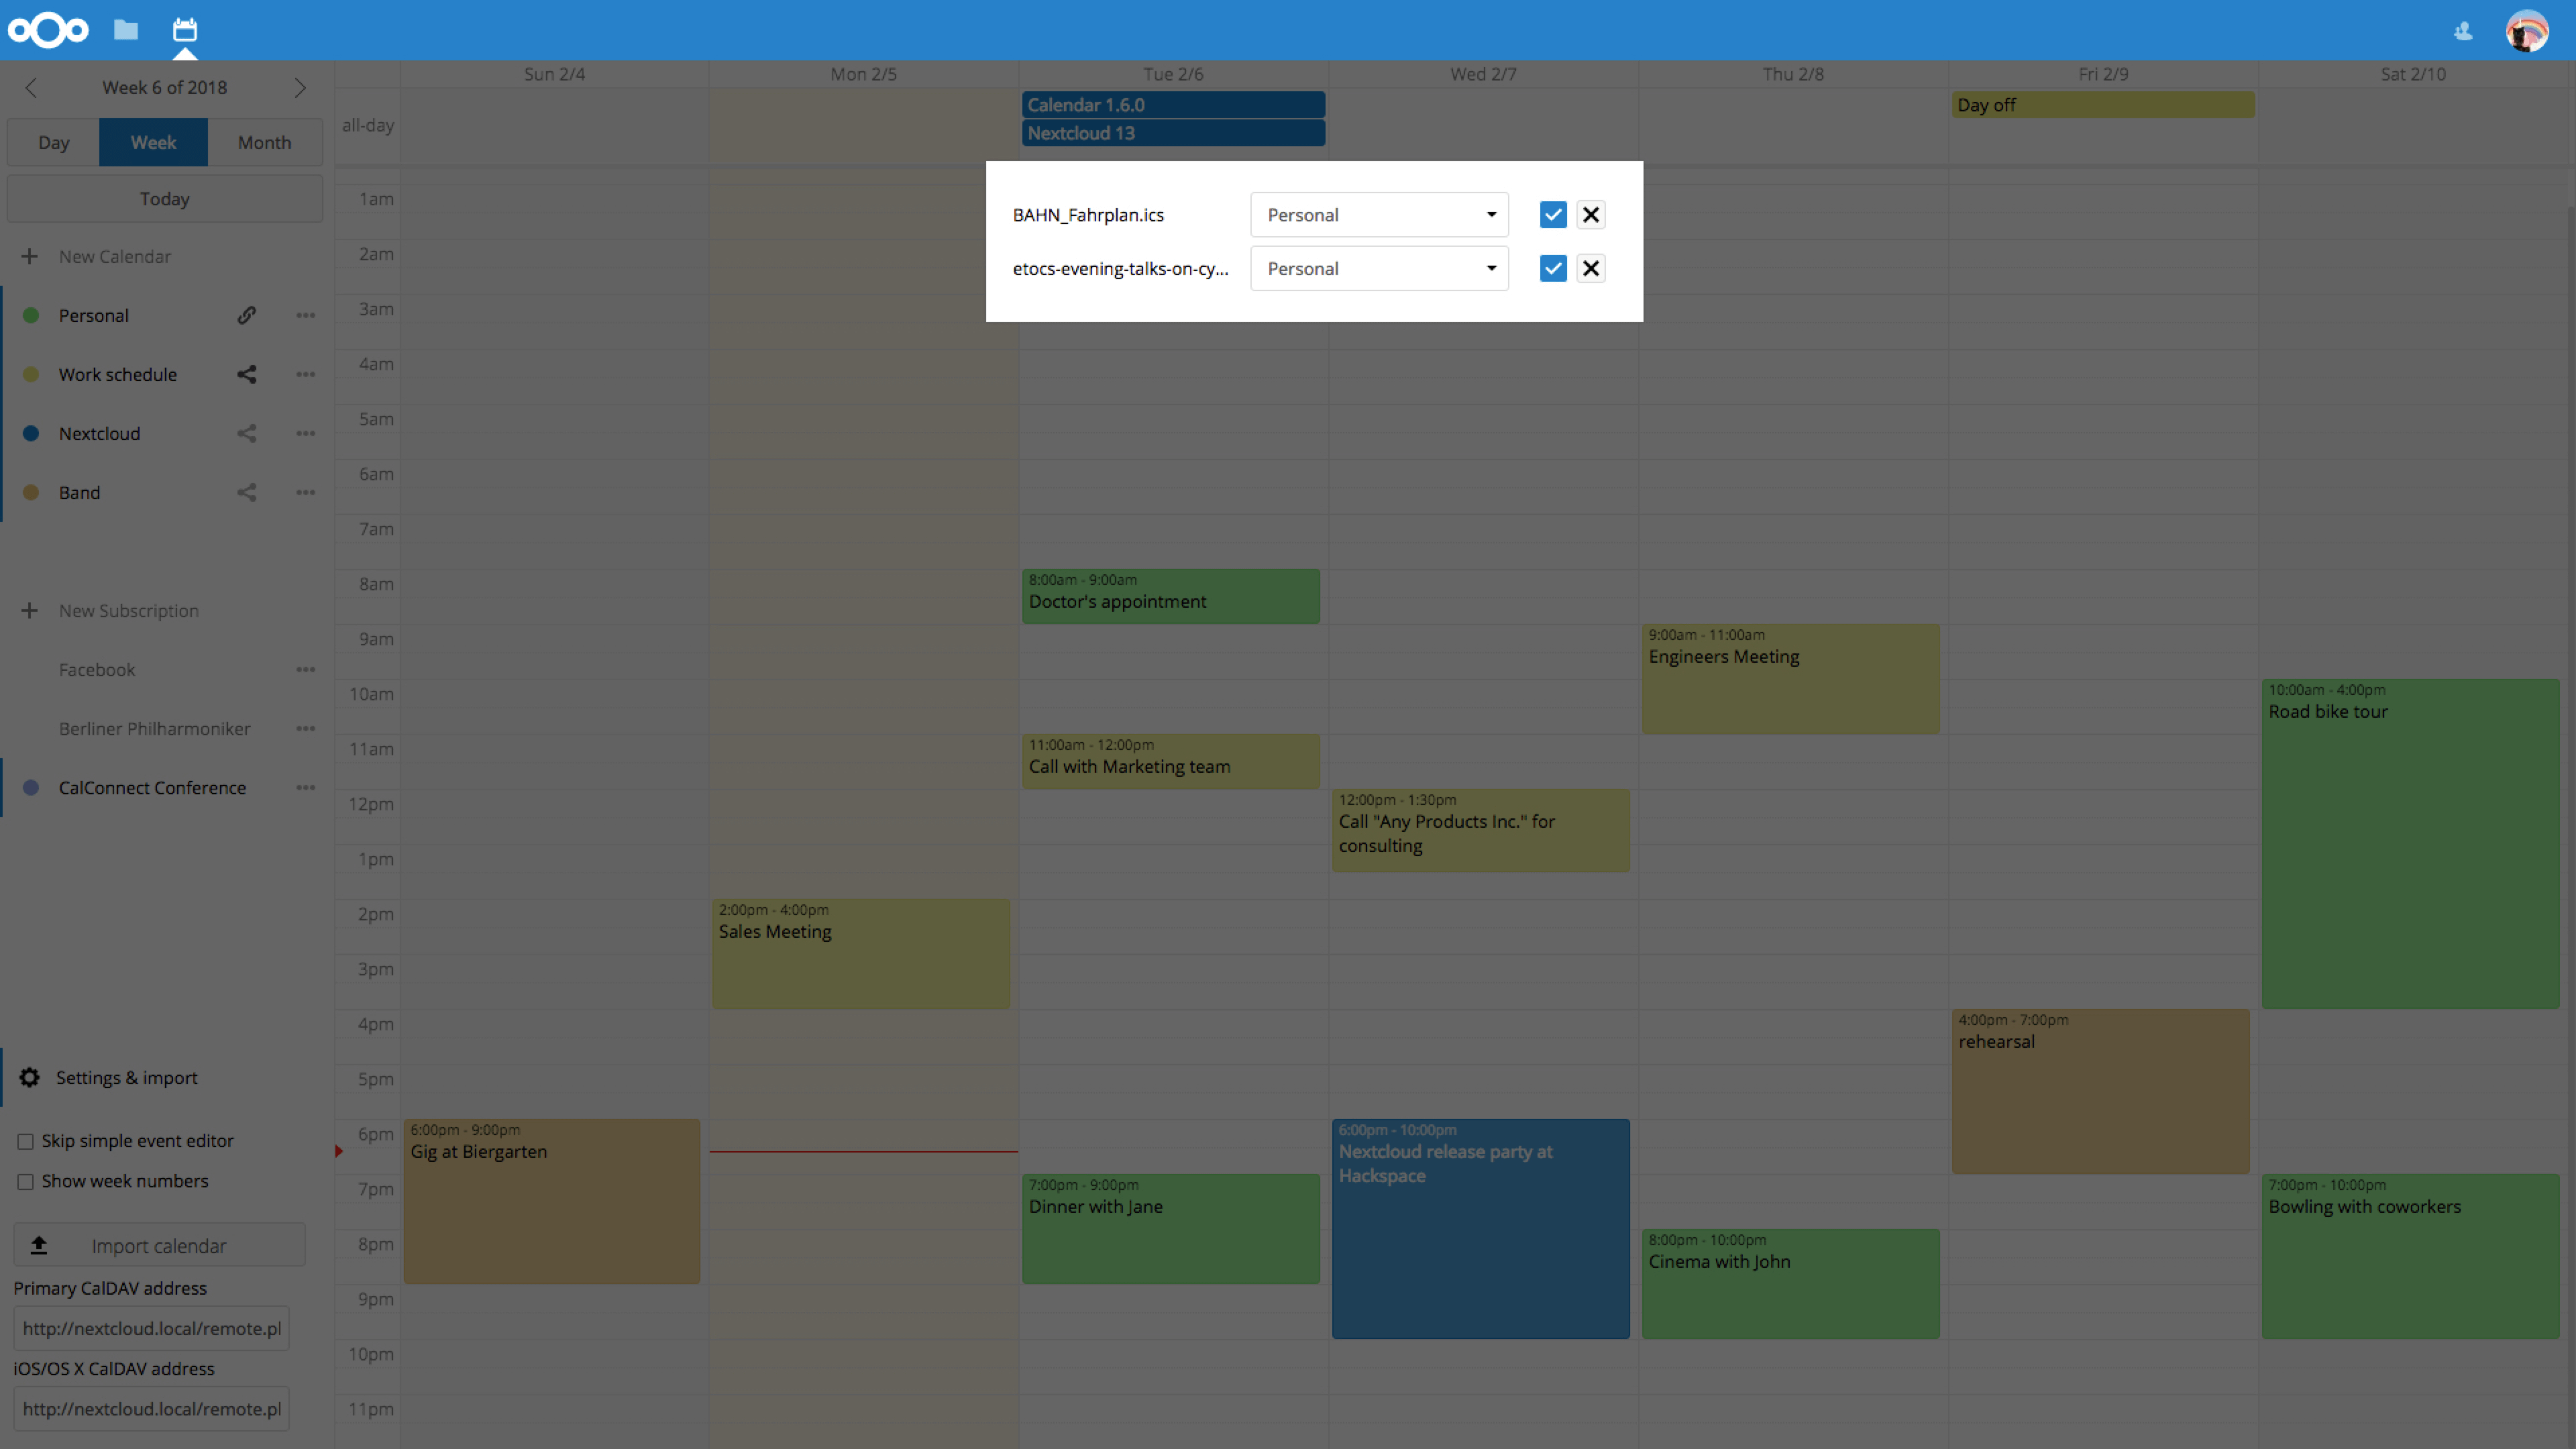 Week 6 of 2018
Day
Week
Month
Today
New Calendar
Personal
Work schedule
Nextcloud
Band
New Subscription
Facebook
Berliner Philharmoniker
CalConnect Conference
Settings & import
Skip simple event editor
Show week numbers
Import calendar
Primary CalDAV address
http://nextcloud.local/remote.pl
iOS/OS X CalDAV address
http://nextcloud.local/remote.pl
Sun 2/4
Mon 2/5
Tue 2/6
Wed 2/7
Thu 2/8
Fri 2/9
Sat 2/10
all-day
Calendar 1.6.0
Nextcloud 13
Day off
BAHN_Fahrplan.ics
Personal
etocs-evening-talks-on-cy...
Personal
1am
2am
3am
4am
5am
6am
7am
8am
9am
10am
11am
12pm
1pm
2pm
3pm
4pm
5pm
6pm
7pm
8pm
9pm
10pm
11pm
6:00pm - 9:00pm
Gig at Biergarten
2:00pm - 4:00pm
Sales Meeting
8:00am - 9:00am
Doctor's appointment
11:00am - 12:00pm
Call with Marketing team
7:00pm - 9:00pm
Dinner with Jane
12:00pm - 1:30pm
Call "Any Products Inc." for
consulting
6:00pm - 10:00pm
Nextcloud release party at
Hackspace
9:00am - 11:00am
Engineers Meeting
8:00pm - 10:00pm
Cinema with John
4:00pm - 7:00pm
rehearsal
10:00am - 4:00pm
Road bike tour
7:00pm - 10:00pm
Bowling with coworkers